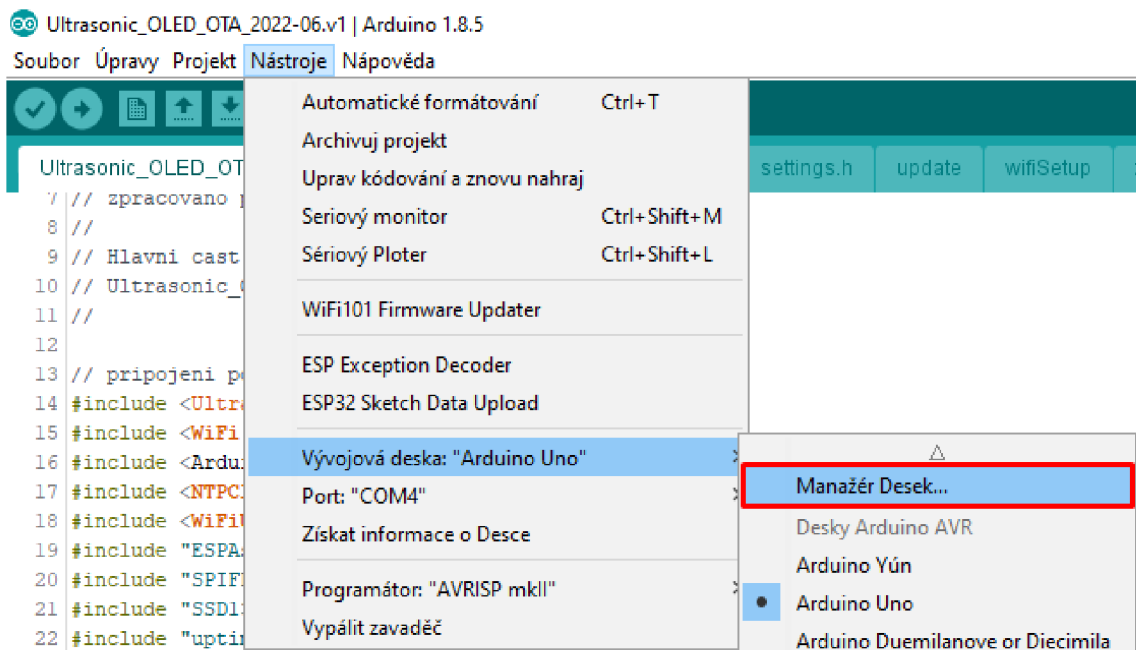 Ultrasonic_OLED_OTA_2022-06.v1 | Arduino 1.8.5
Soubor Úpravy Projekt Nástroje Nápověda
Ultrasonic_OLED_OT
settings.h update wifiSetup
7 // zpracovano
8 //
9 // Hlavni cast
10 // Ultrasonic_
11 //
12
13 // pripojeni
14 #include <Ultra
15 #include <WiFi
16 #include <Ardui
17 #include <NTPC
18 #include <WiFiU
19 #include "ESPAs
20 #include "SPIF
21 #include "SSD13
22 #include "uptim
Automatické formátování Ctrl+T
Archivuj projekt
Uprav kódování a znovu nahraj
Seriový monitor Ctrl+Shift+M
Sériový Ploter Ctrl+Shift+L
WiFi101 Firmware Updater
ESP Exception Decoder
ESP32 Sketch Data Upload
Vývojová deska: "Arduino Uno"
Port: "COM4"
Získat informace o Desce
Programátor: "AVRISP mkII"
Vypálit zavaděč
Manažér Desek...
Desky Arduino AVR
Arduino Yún
Arduino Uno
Arduino Duemilanove or Diecimila